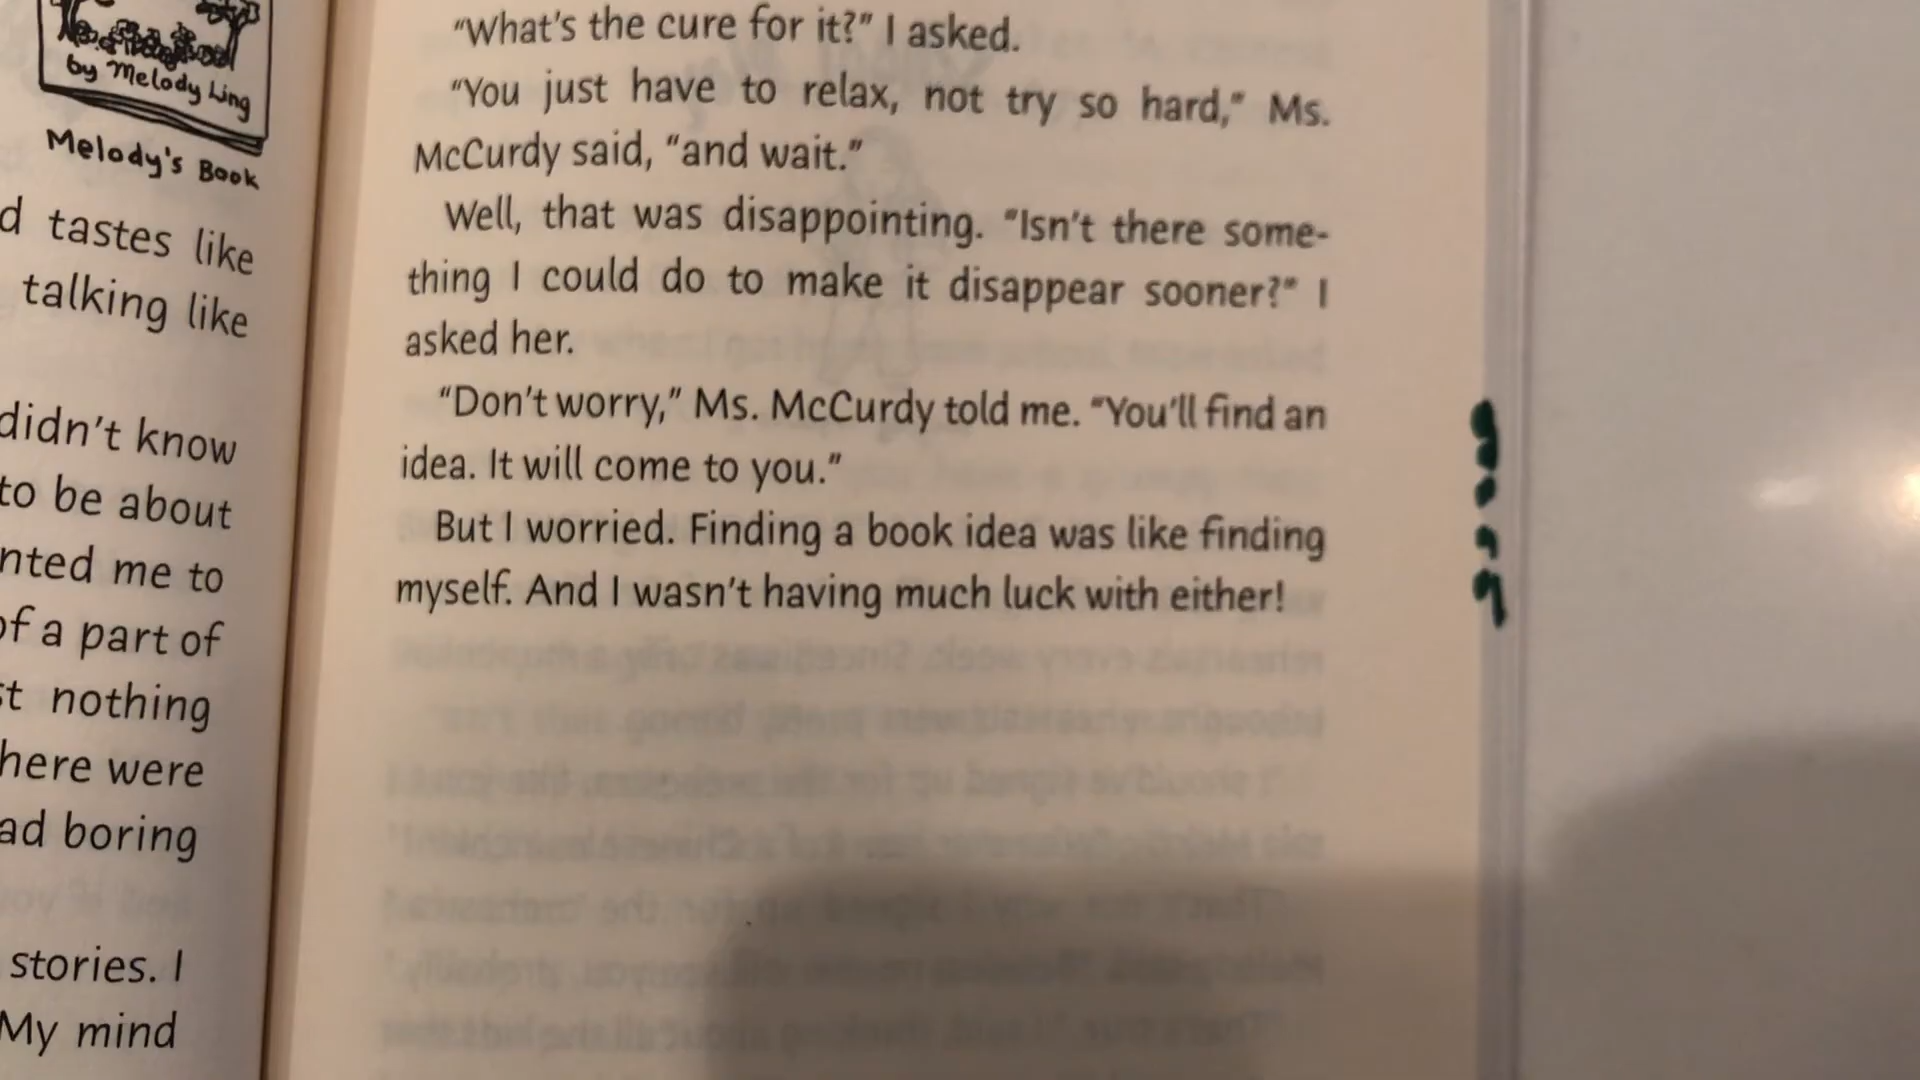 by Melody Ling
Melody's Book
d tastes like
talking like
didn't know
to be about
nted me to
of a part of
st nothing
here were
ad boring
stories. I
My mind
“What's the cure for it?” I asked.
“You just have to relax, not try so hard,” Ms.
McCurdy said, “and wait.”
Well, that was disappointing. “Isn't there some-
thing I could do to make it disappear sooner?” I
asked her.
“Don't worry,” Ms. McCurdy told me. “You'll find an
idea. It will come to you.”
But I worried. Finding a book idea was like finding
myself. And I wasn't having much luck with either!